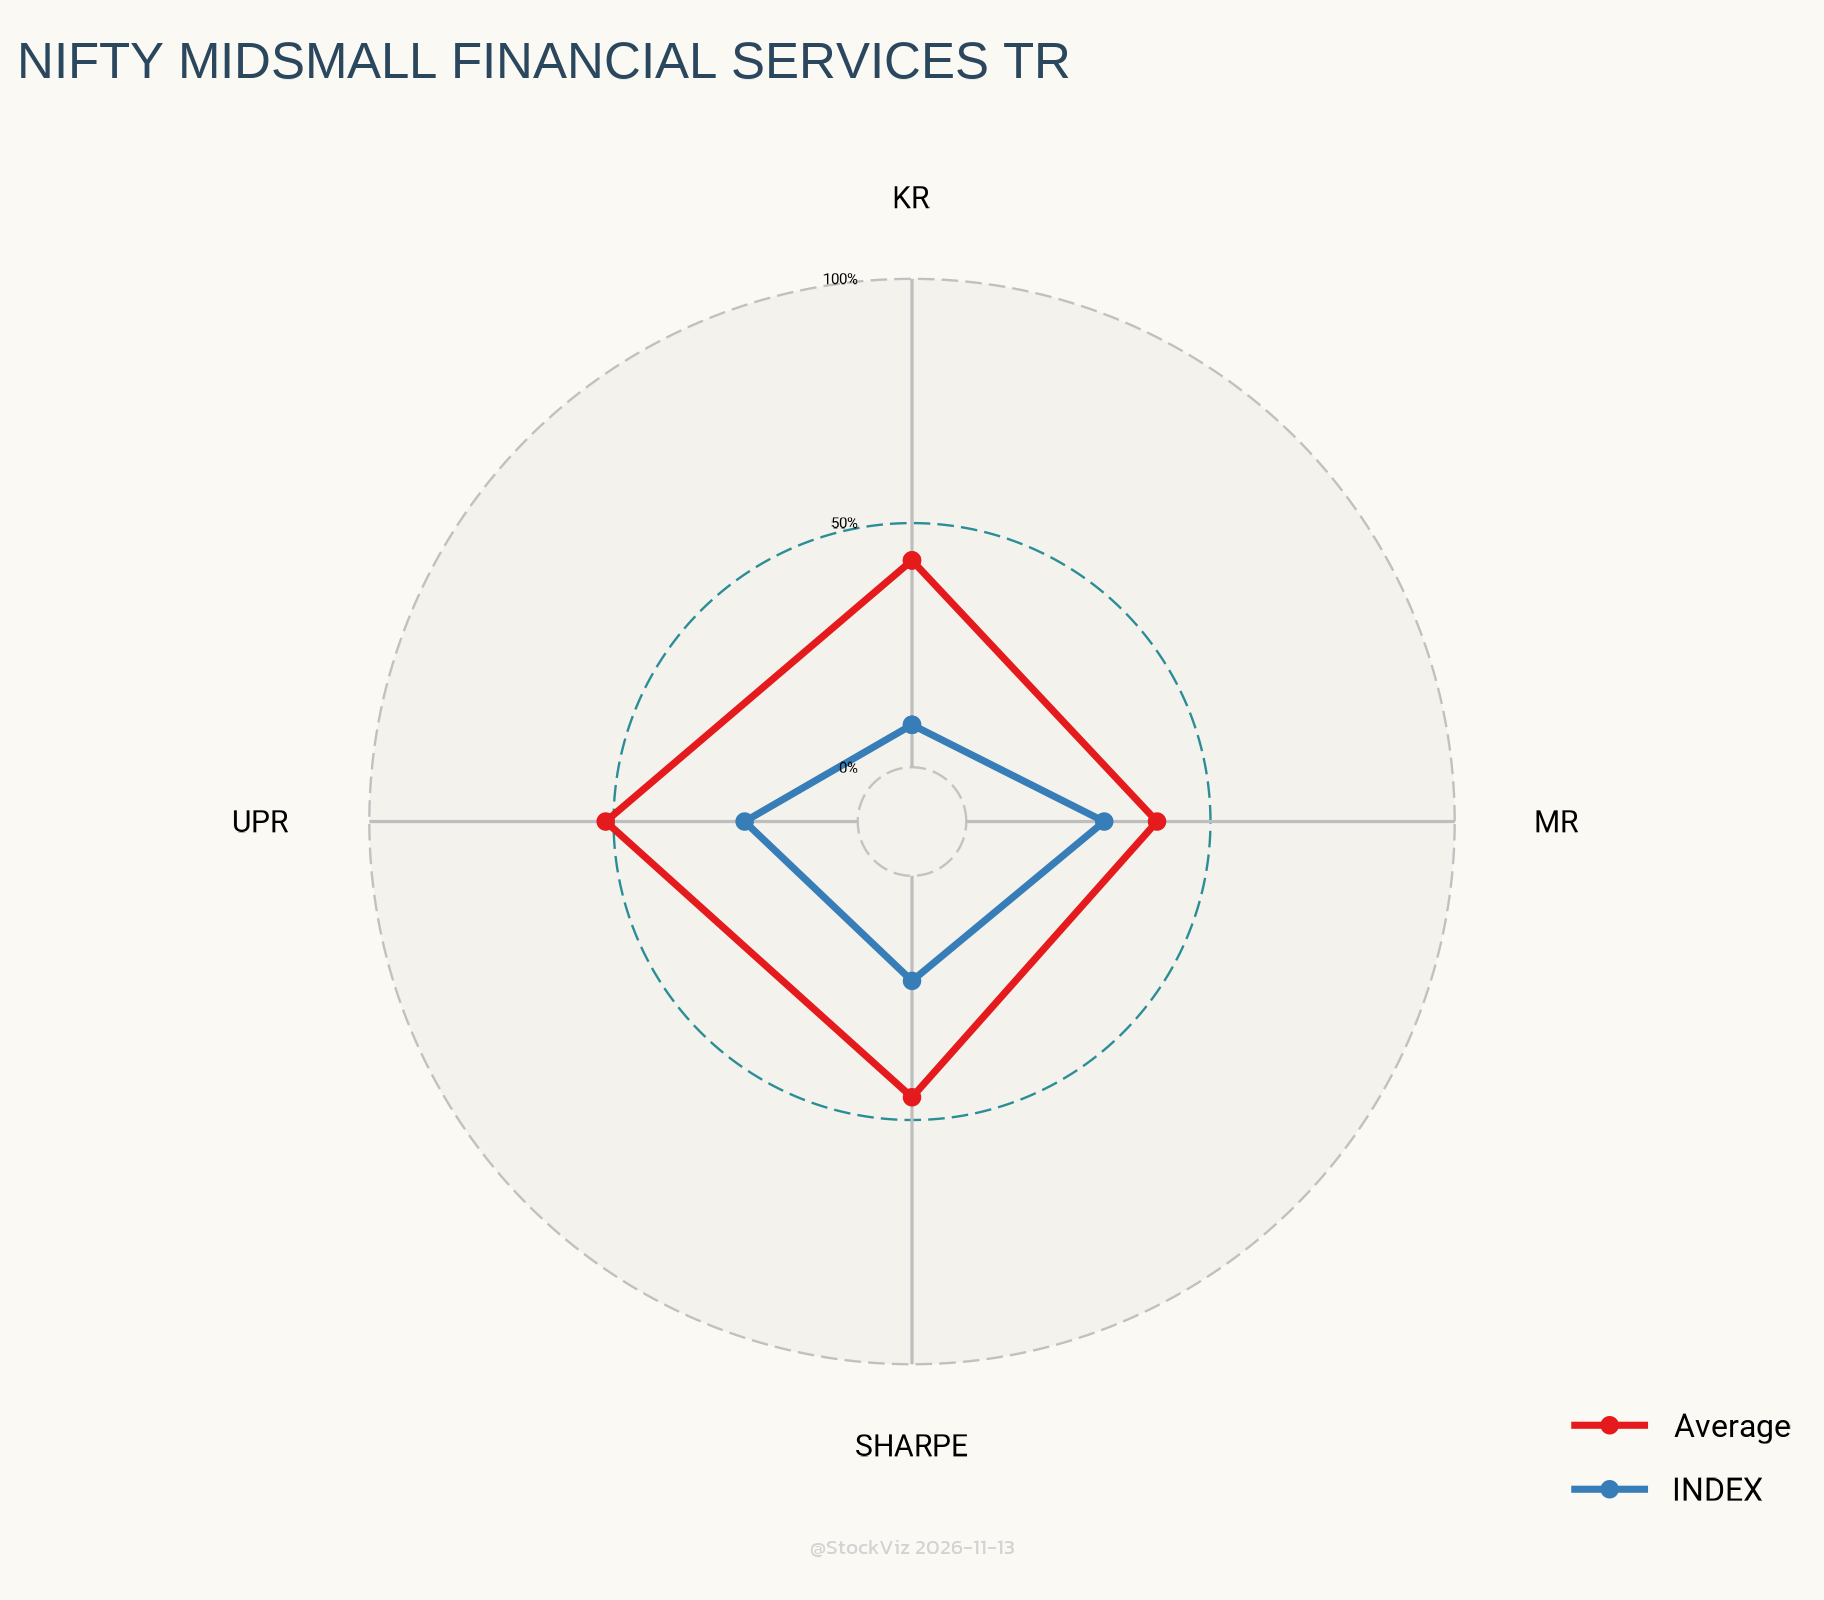 NIFTY MIDSMALL FINANCIAL SERVICES TR
KR
100%
50%
0%
UPR
MR
SHARPE
Average
INDEX
@StockViz 2026-11-13